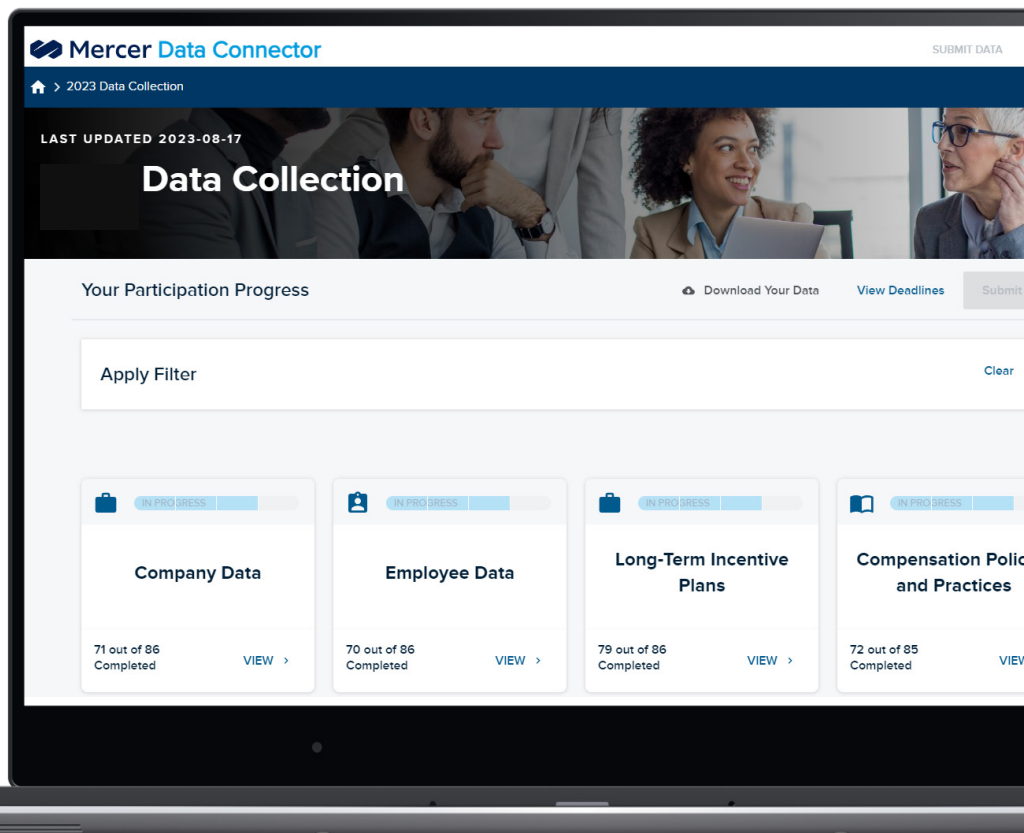 Mercer Data Connector
SUBMIT DATA
2023 Data Collection
LAST UPDATED 2023-08-17
Data Collection
Your Participation Progress
Download Your Data
View Deadlines
Submit
Apply Filter
Clear
IN PROGRESS
IN PROGRESS
IN PROGRESS
IN PROGRESS
Company Data
Employee Data
Long-Term Incentive
Plans
Compensation Polic
and Practices
71 out of 86
Completed
VIEW
70 out of 86
Completed
VIEW
79 out of 86
Completed
VIEW
72 out of 85
Completed
VIEW